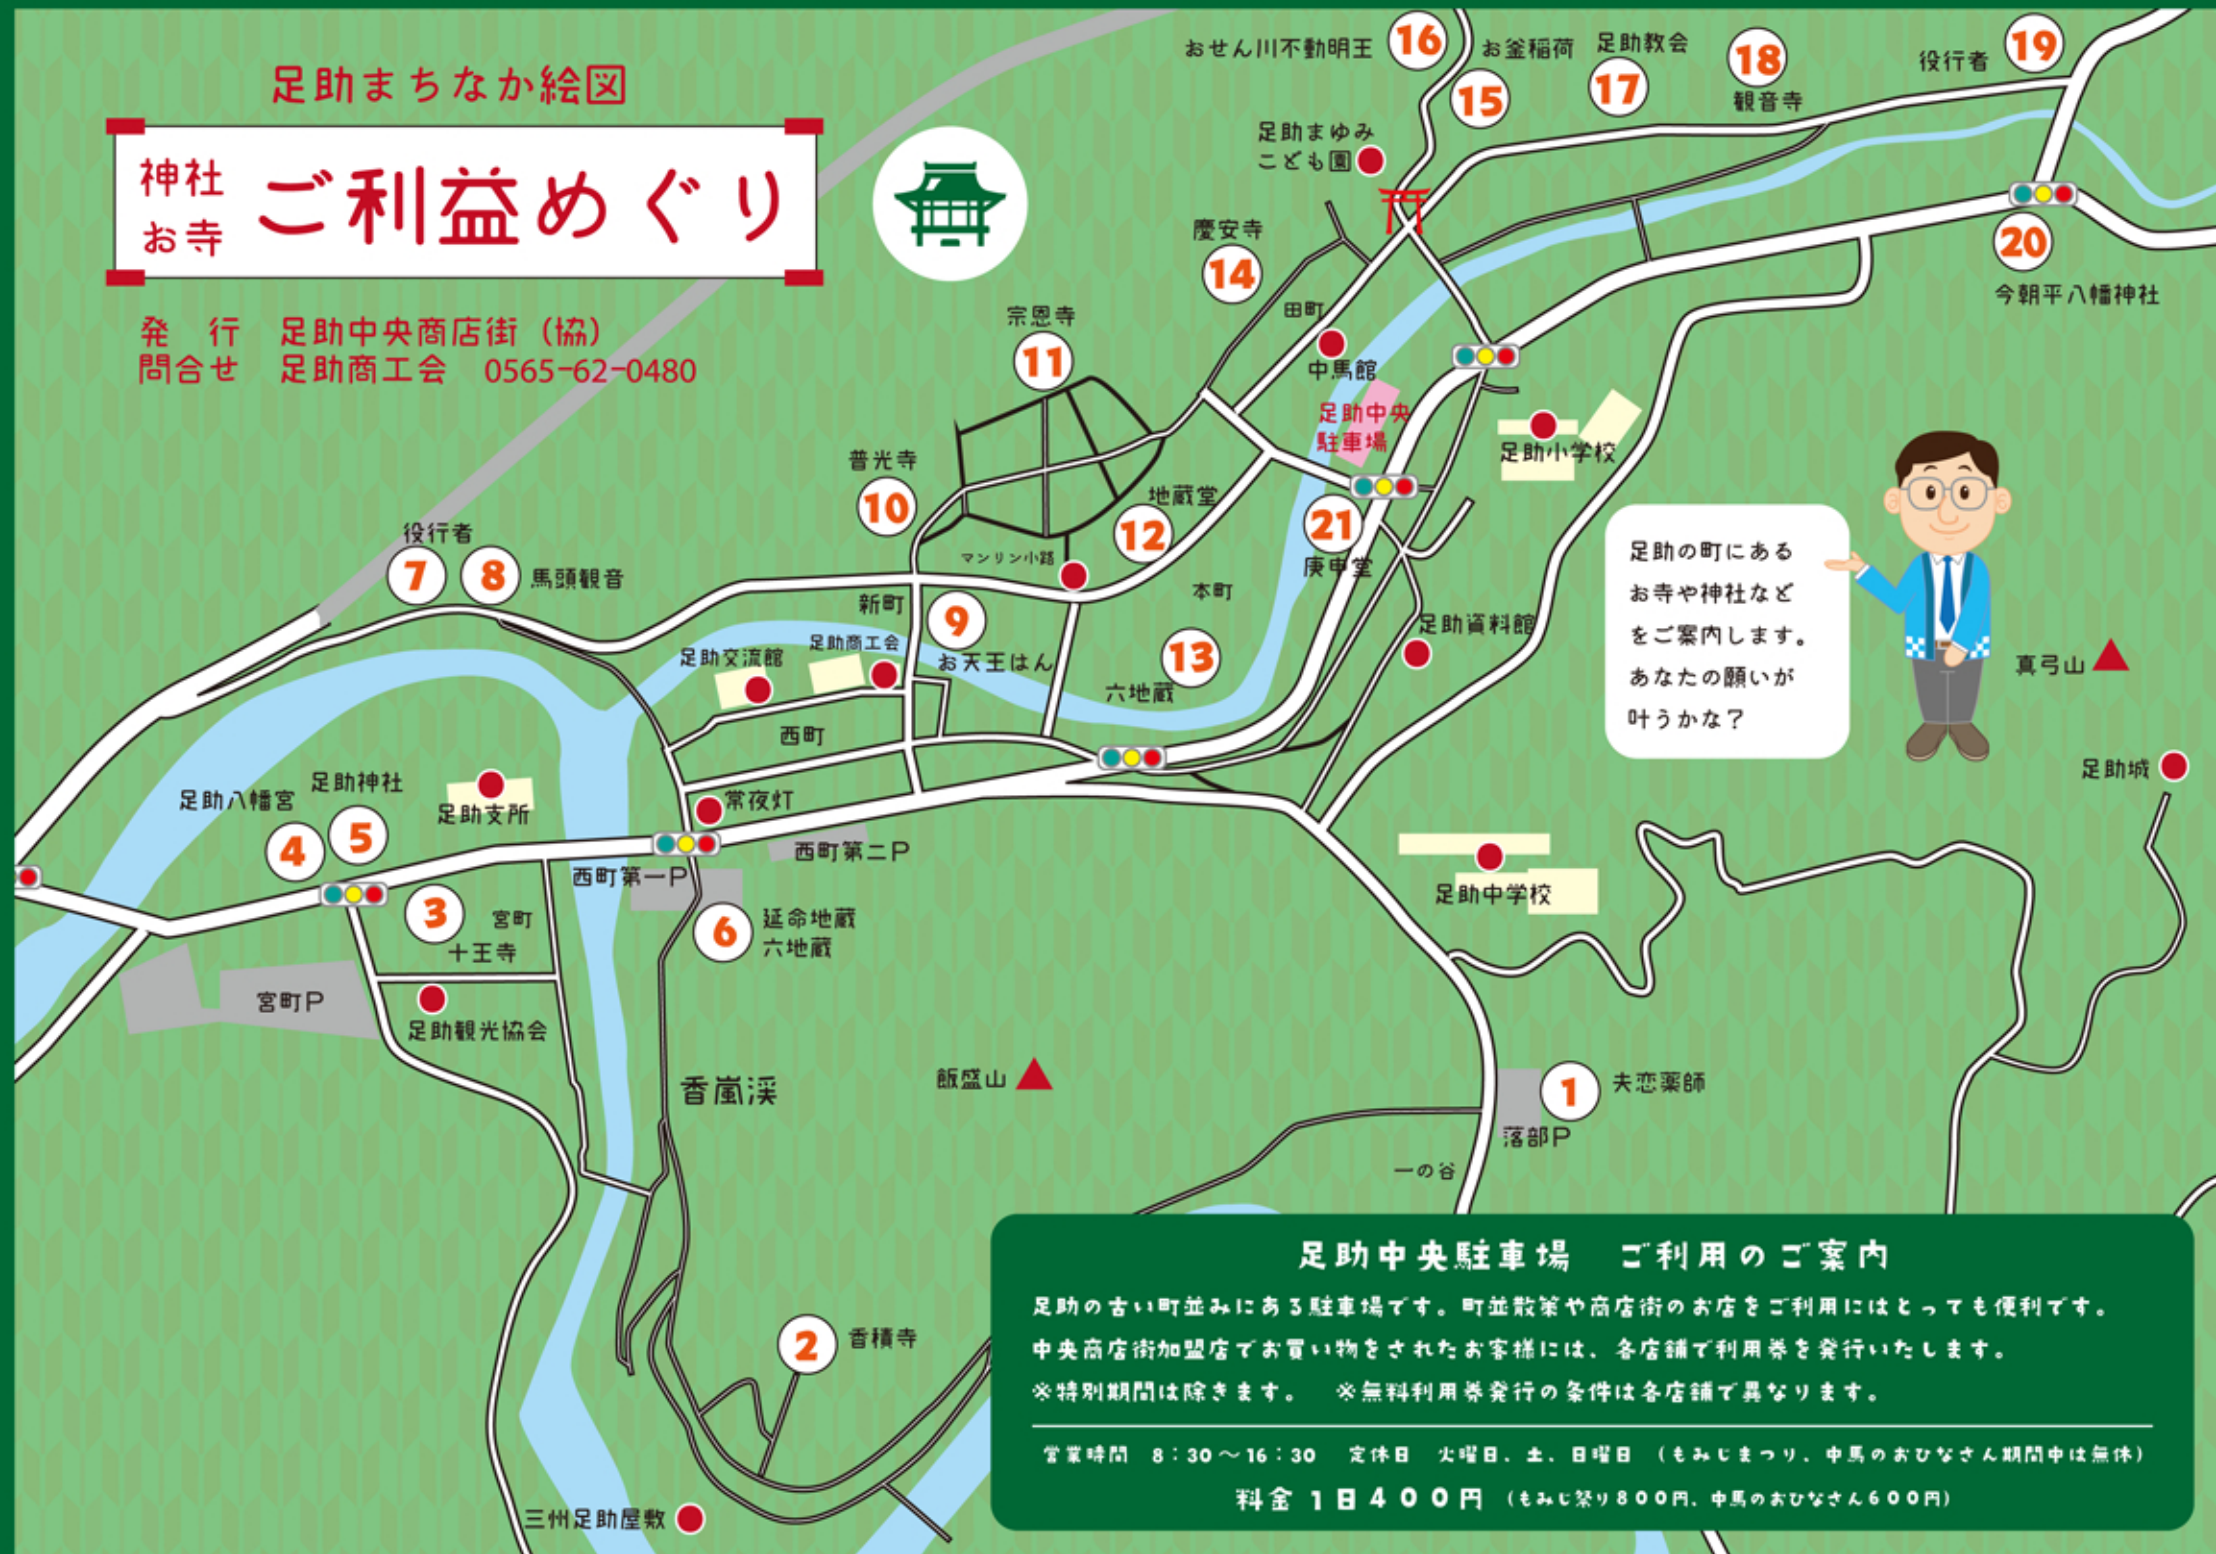 足助まちなか絵図
神社
お寺
ご利益めぐり
発　行　足助中央商店街（協）
問合せ　足助商工会　0565-62-0480
おせん川不動明王
16
お釜稲荷
15
足助教会
17
18
観音寺
役行者
19
足助まゆみ
こども園
慶安寺
14
田町
中馬館
足助中央
駐車場
20
今朝平八幡神社
宗恩寺
11
足助小学校
普光寺
10
地蔵堂
12
21
庚申堂
マンリン小路
役行者
7
8
馬頭観音
新町
9
お天王はん
本町
13
六地蔵
足助資料館
足助商工会
足助交流館
西町
足助の町にある
お寺や神社など
をご案内します。
あなたの願いが
叶うかな？
真弓山
足助城
足助八幡宮
4
足助神社
5
足助支所
常夜灯
西町第二P
西町第一P
3
宮町
十王寺
6
延命地蔵
六地蔵
足助中学校
宮町P
足助観光協会
香嵐渓
飯盛山
1
夫恋薬師
落部P
一の谷
2
香積寺
三州足助屋敷
足助中央駐車場　ご利用のご案内
足助の古い町並みにある駐車場です。町並散策や商店街のお店をご利用にはとっても便利です。
中央商店街加盟店でお買い物をされたお客様には、各店舗で利用券を発行いたします。
※特別期間は除きます。　※無料利用券発行の条件は各店舗で異なります。
営業時間　8：30～16：30　定休日　火曜日、土、日曜日　（もみじまつり、中馬のおひなさん期間中は無休）
料金１日４００円　（もみじ祭り８００円、中馬のおひなさん６００円）